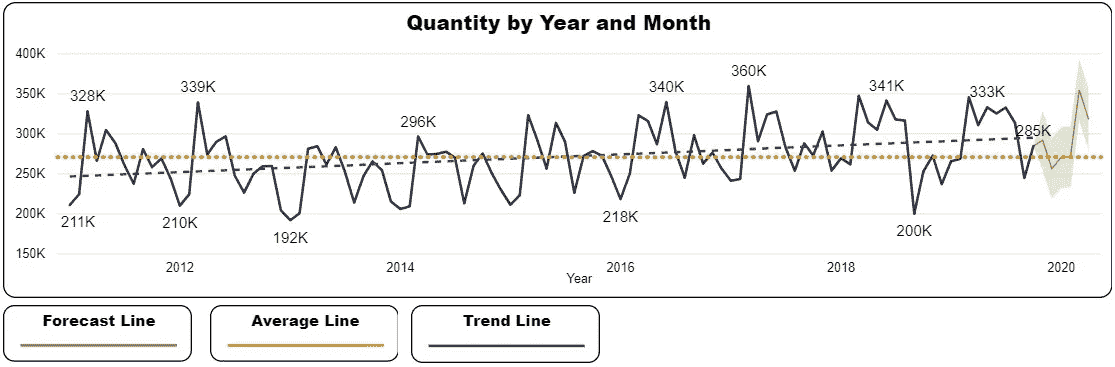 Quantity by Year and Month
400K
350K
300K
250K
200K
150K
328K
339K
296K
340K
360K
341K
333K
285K
211K
210K
192K
218K
200K
2012
2014
2016
2018
2020
Year
Forecast Line
Average Line
Trend Line